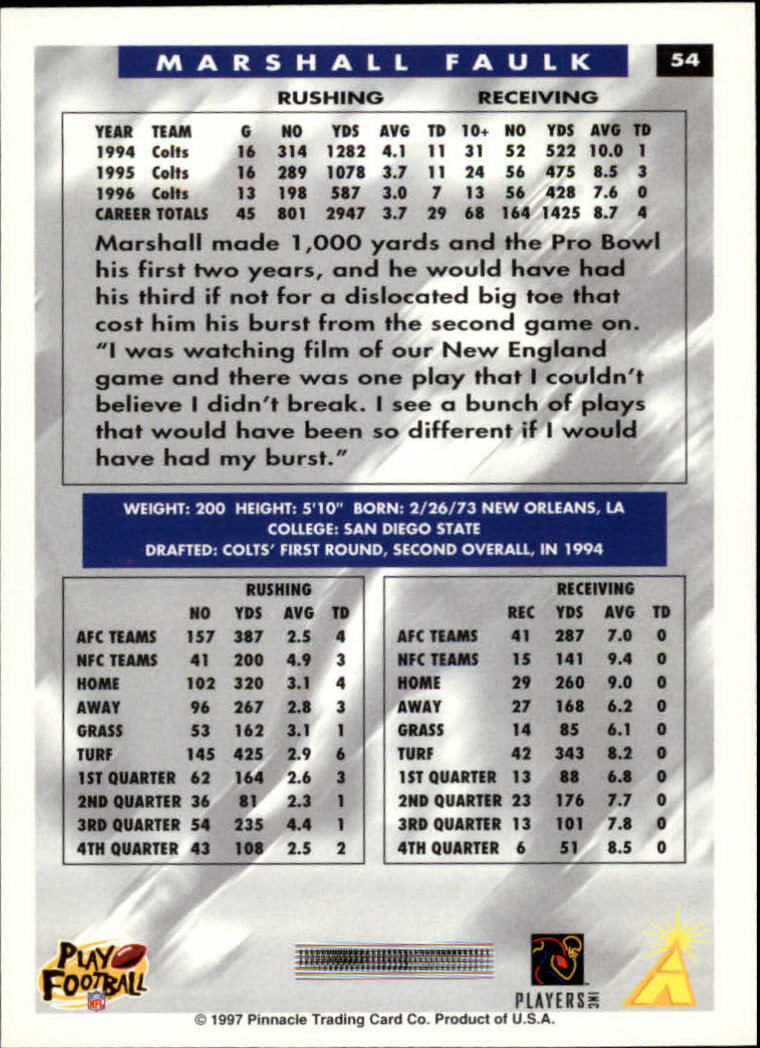 MARSHALL FAULK 54
RUSHING RECEIVING
YEAR TEAM G NO YDS AVG TD 10+ NO YDS AVG TD
1994 Colts 16 314 1282 4.1 11 31 52 522 10.0 1
1995 Colts 16 289 1078 3.7 11 24 56 475 8.5 3
1996 Colts 13 198 587 3.0 7 13 56 428 7.6 0
CAREER TOTALS 45 801 2947 3.7 29 68 164 1425 8.7 4
Marshall made 1,000 yards and the Pro Bowl
his first two years, and he would have had
his third if not for a dislocated big toe that
cost him his burst from the second game on.
"I was watching film of our New England
game and there was one play that I couldn't
believe I didn't break. I see a bunch of plays
that would have been so different if I would
have had my burst."
WEIGHT: 200 HEIGHT: 5'10" BORN: 2/26/73 NEW ORLEANS, LA
COLLEGE: SAN DIEGO STATE
DRAFTED: COLTS' FIRST ROUND, SECOND OVERALL, IN 1994
RUSHING
NO YDS AVG TD
AFC TEAMS 157 387 2.5 4
NFC TEAMS 41 200 4.9 3
HOME 102 320 3.1 4
AWAY 96 267 2.8 3
GRASS 53 162 3.1 1
TURF 145 425 2.9 6
1ST QUARTER 62 164 2.6 3
2ND QUARTER 36 81 2.3 1
3RD QUARTER 54 235 4.4 1
4TH QUARTER 43 108 2.5 2
RECEIVING
REC YDS AVG TD
AFC TEAMS 41 287 7.0 0
NFC TEAMS 15 141 9.4 0
HOME 29 260 9.0 0
AWAY 27 168 6.2 0
GRASS 14 85 6.1 0
TURF 42 343 8.2 0
1ST QUARTER 13 88 6.8 0
2ND QUARTER 23 176 7.7 0
3RD QUARTER 13 101 7.8 0
4TH QUARTER 6 51 8.5 0
PLAY
FOOTBALL
NFL
PLAYERS INC
© 1997 Pinnacle Trading Card Co. Product of U.S.A.